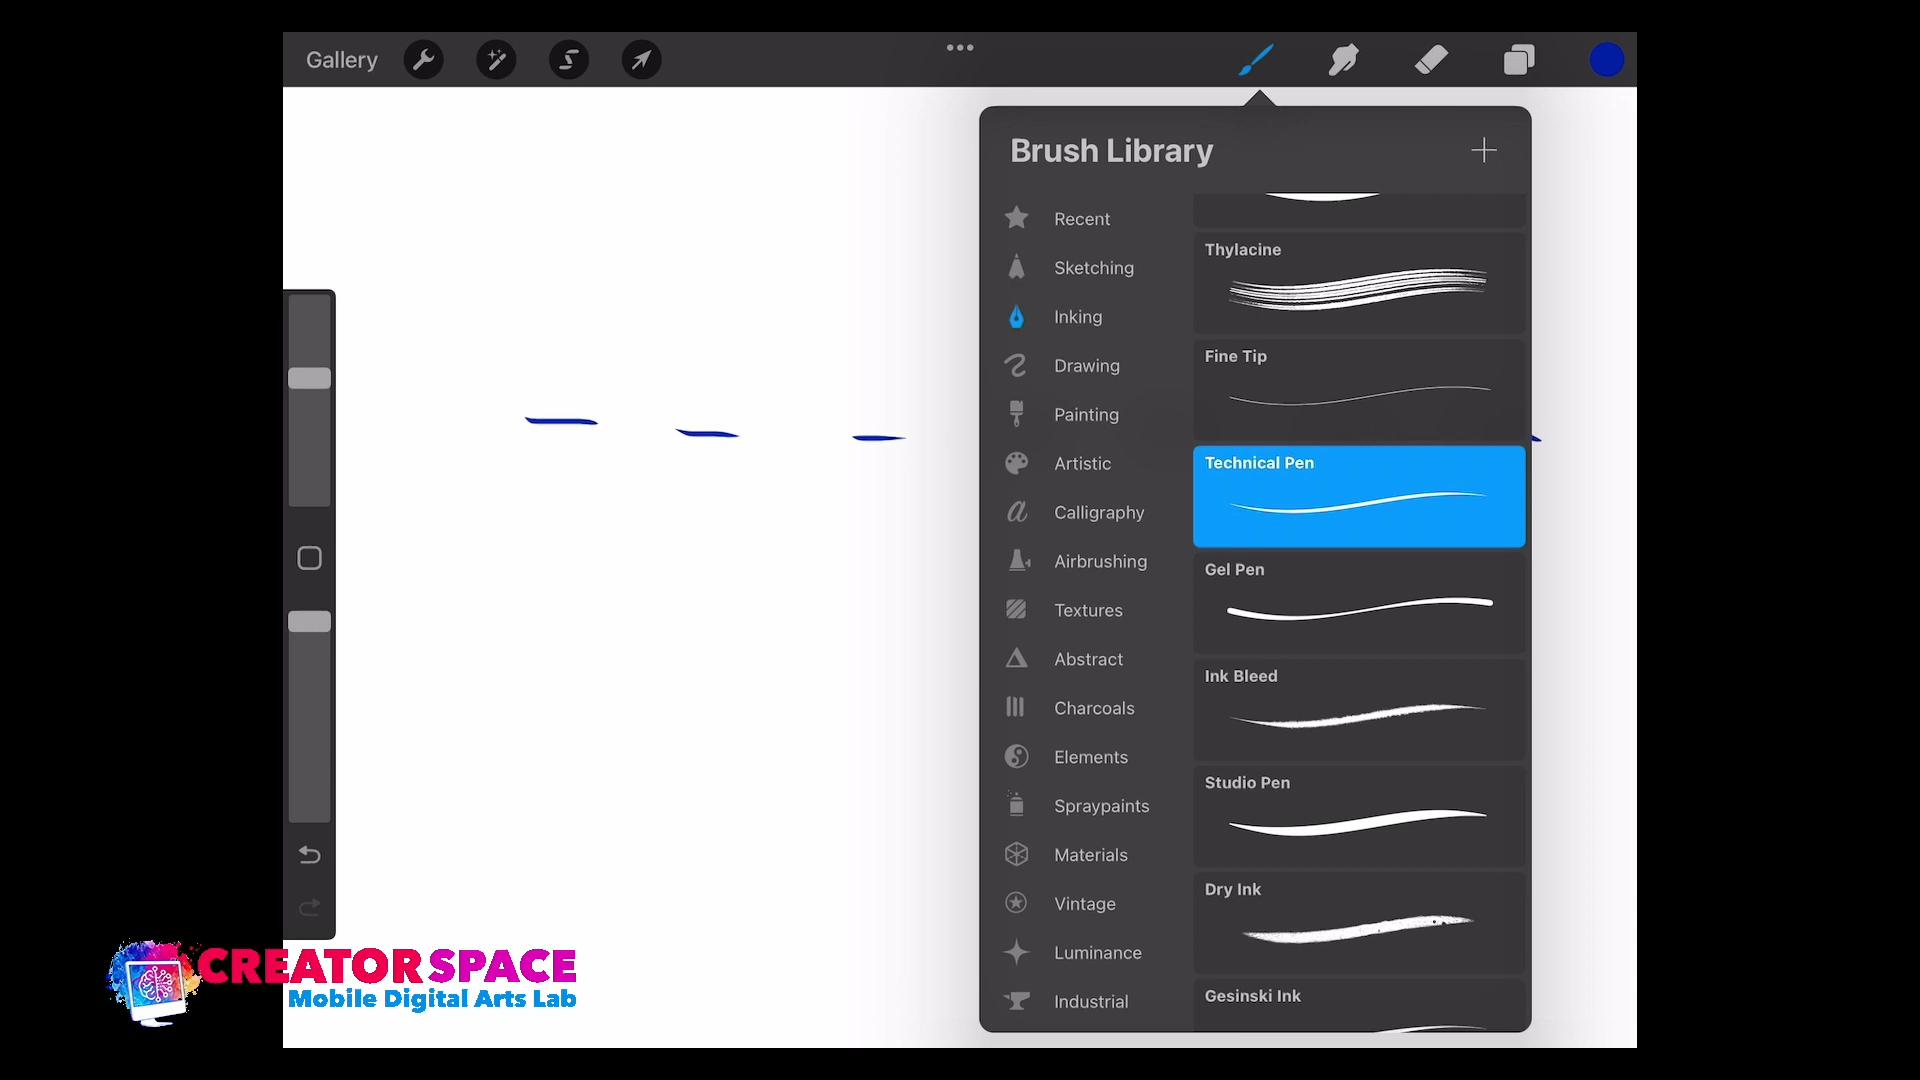 Gallery
Brush Library
Recent
Sketching
Inking
Drawing
Painting
Artistic
Calligraphy
Airbrushing
Textures
Abstract
Charcoals
Elements
Spraypaints
Materials
Vintage
Luminance
Industrial
Thylacine
Fine Tip
Technical Pen
Gel Pen
Ink Bleed
Studio Pen
Dry Ink
Gesinski Ink
CREATORSPACE
Mobile Digital Arts Lab